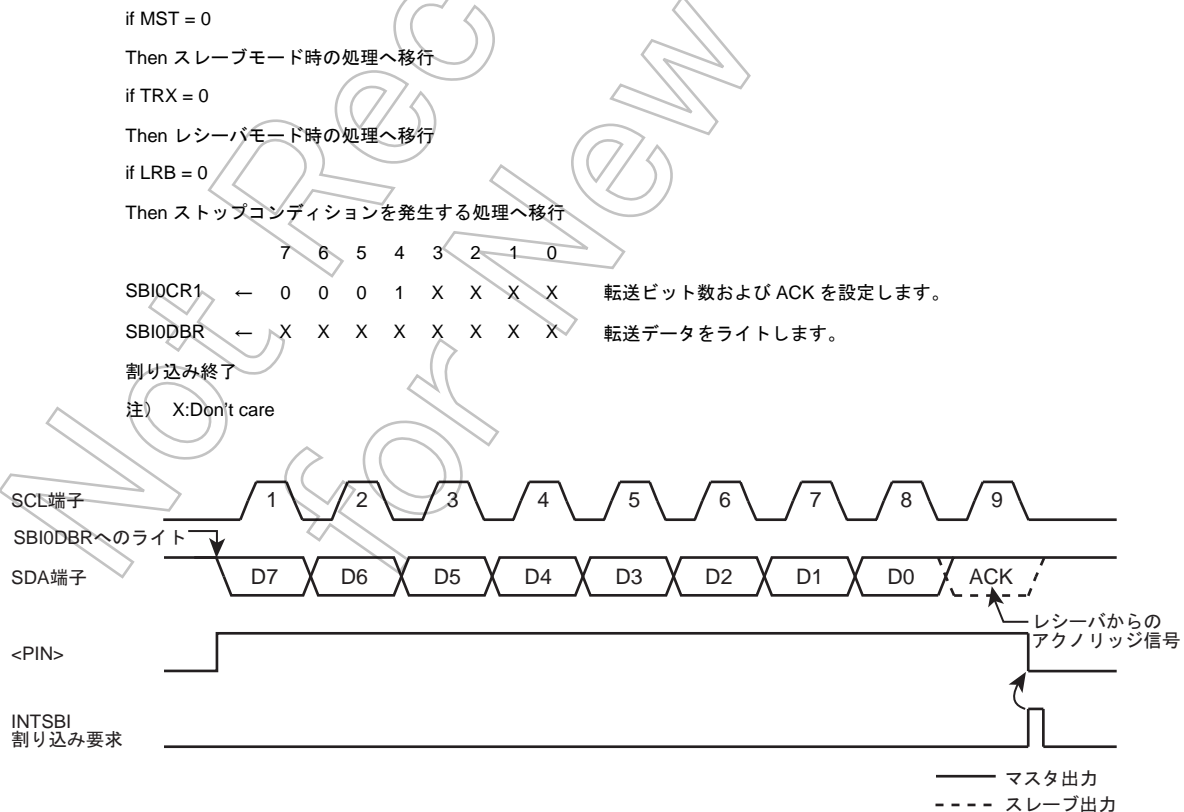 if MST = 0
Then スレーブモード時の処理へ移行
if TRX = 0
Then レシーバモード時の処理へ移行
if LRB = 0
Then ストップコンディションを発生する処理へ移行
7 6 5 4 3 2 1 0
SBI0CR1 ← 0 0 0 1 X X X X 転送ビット数および ACK を設定します。
SBI0DBR ← X X X X X X X X 転送データをライトします。
割り込み終了
注） X:Don't care
SCL端子 1 2 3 4 5 6 7 8 9
SBI0DBRへのライト
SDA端子 D7 D6 D5 D4 D3 D2 D1 D0 ACK
レシーバからの
アクノリッジ信号
<PIN>
INTSBI
割り込み要求
マスタ出力
スレーブ出力
Not Rec
for New